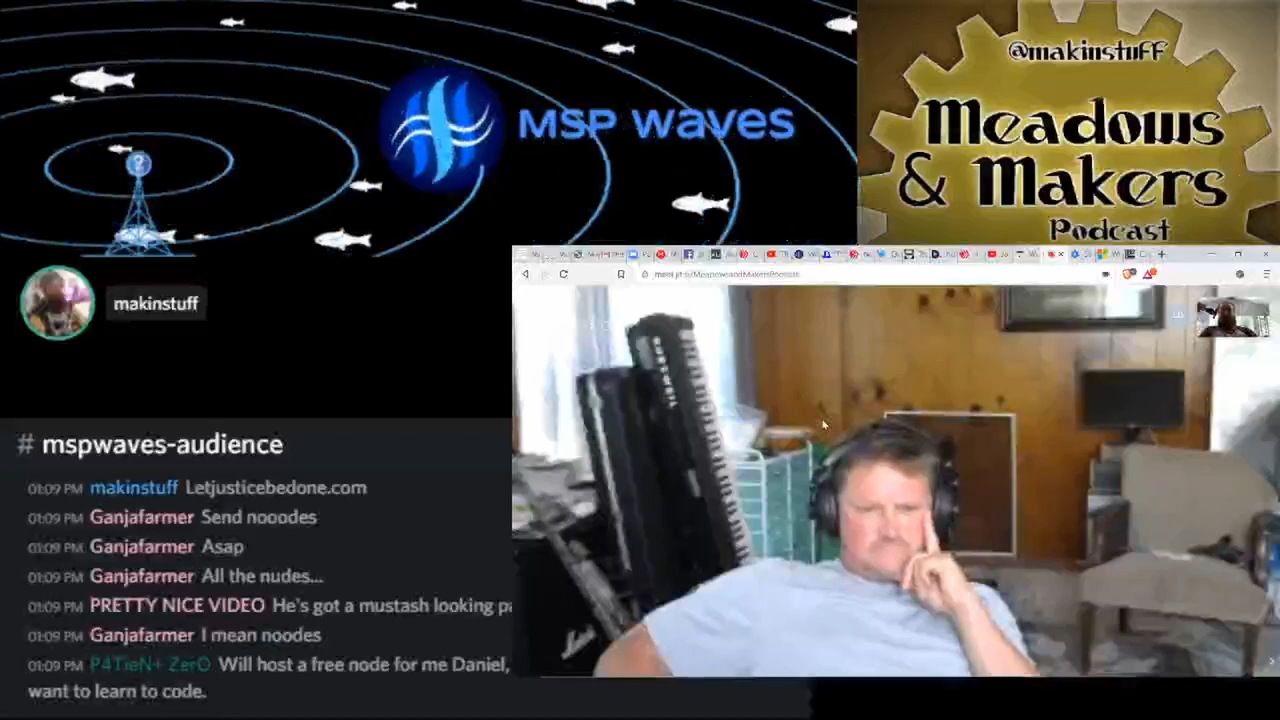 MSP WAVES
@makinstuff
Meadows
& Makers
Podcast
makinstuff
# mspwaves-audience
01:09 PM makinstuff Letjusticebedone.com
01:09 PM Ganjafarmer Send nooodes
01:09 PM Ganjafarmer Asap
01:09 PM Ganjafarmer All the nudes...
01:09 PM PRETTY NICE VIDEO He's got a mustash looking pa
01:09 PM Ganjafarmer I mean noodes
01:09 PM P4TieN+ ZerO Will host a free node for me Daniel,
want to learn to code.